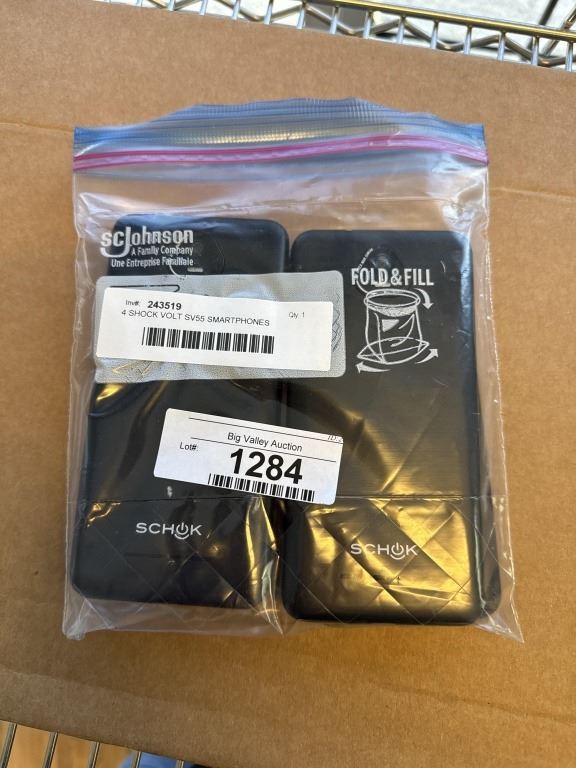 scJohnson
A Family Company
Une Entreprise Familiale
FOLD & FILL
Inv#: 243519 Qty. 1
4 SHOCK VOLT SV55 SMARTPHONES
Big Valley Auction
Lot#: 1284
SCHOK
SCHOK